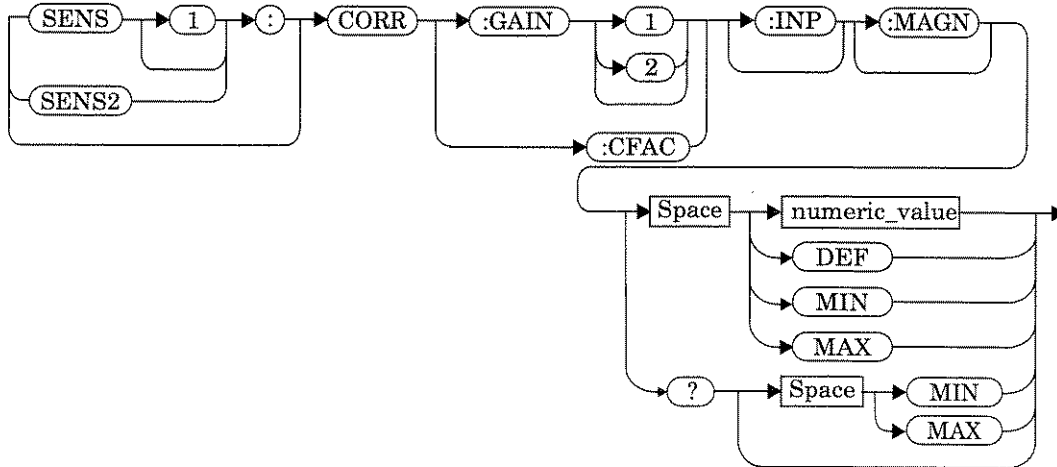 SENS 1 : CORR :GAIN 1 :INP :MAGN
2
SENS2
:CFAC
Space numeric_value
DEF
MIN
MAX
? Space MIN
MAX